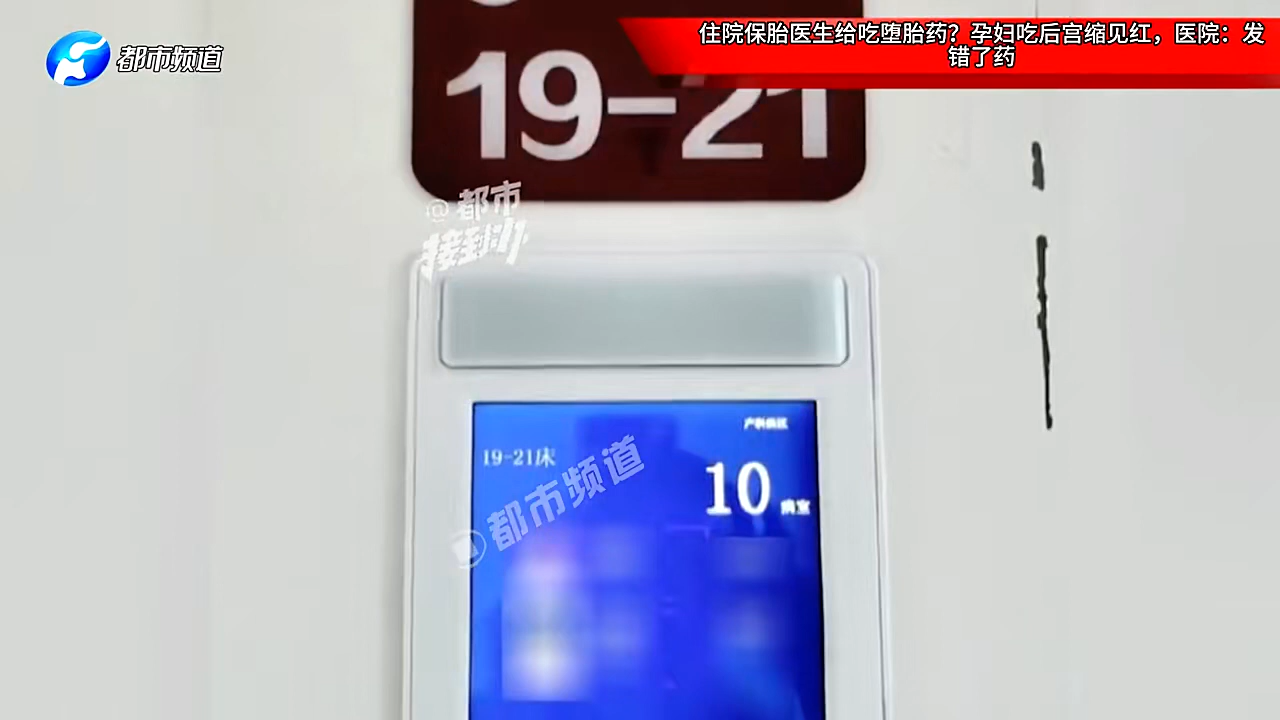 都市频道
住院保胎医生给吃堕胎药？孕妇吃后宫缩见红，医院：发
错了药
19-21
@都市
接到办
产科病区
19-21床
10 病室
都市频道